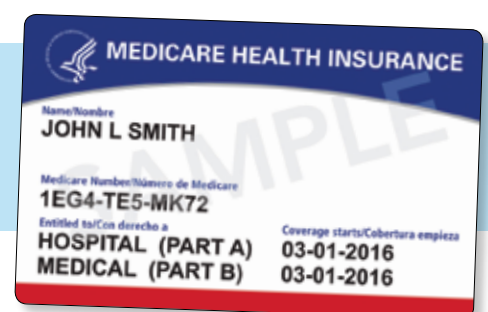 MEDICARE HEALTH INSURANCE
SAMPLE
Name/Nombre
JOHN L SMITH
Medicare Number/Número de Medicare
1EG4-TE5-MK72
Entitled to/Con derecho a
HOSPITAL (PART A)
MEDICAL (PART B)
Coverage starts/Cobertura empieza
03-01-2016
03-01-2016